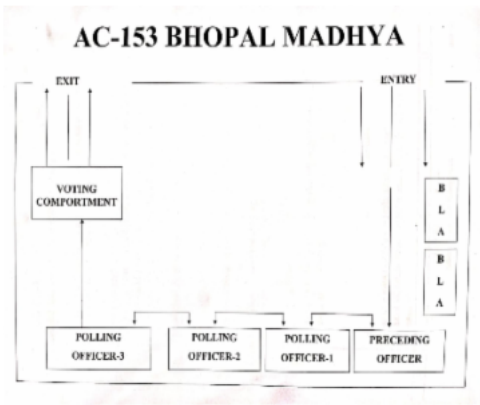 AC-153 BHOPAL MADHYA
EXIT
ENTRY
VOTING
COMPORTMENT
B
L
A
B
L
A
POLLING
OFFICER-3
POLLING
OFFICER-2
POLLING
OFFICER-1
PRECEDING
OFFICER